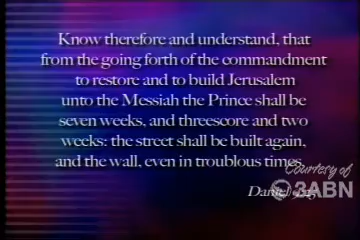 Know therefore and understand, that
from the going forth of the commandment
to restore and to build Jerusalem
unto the Messiah the Prince shall be
seven weeks, and threescore and two
weeks: the street shall be built again,
and the wall, even in troublous times.
Courtesy of
3ABN
Daniel